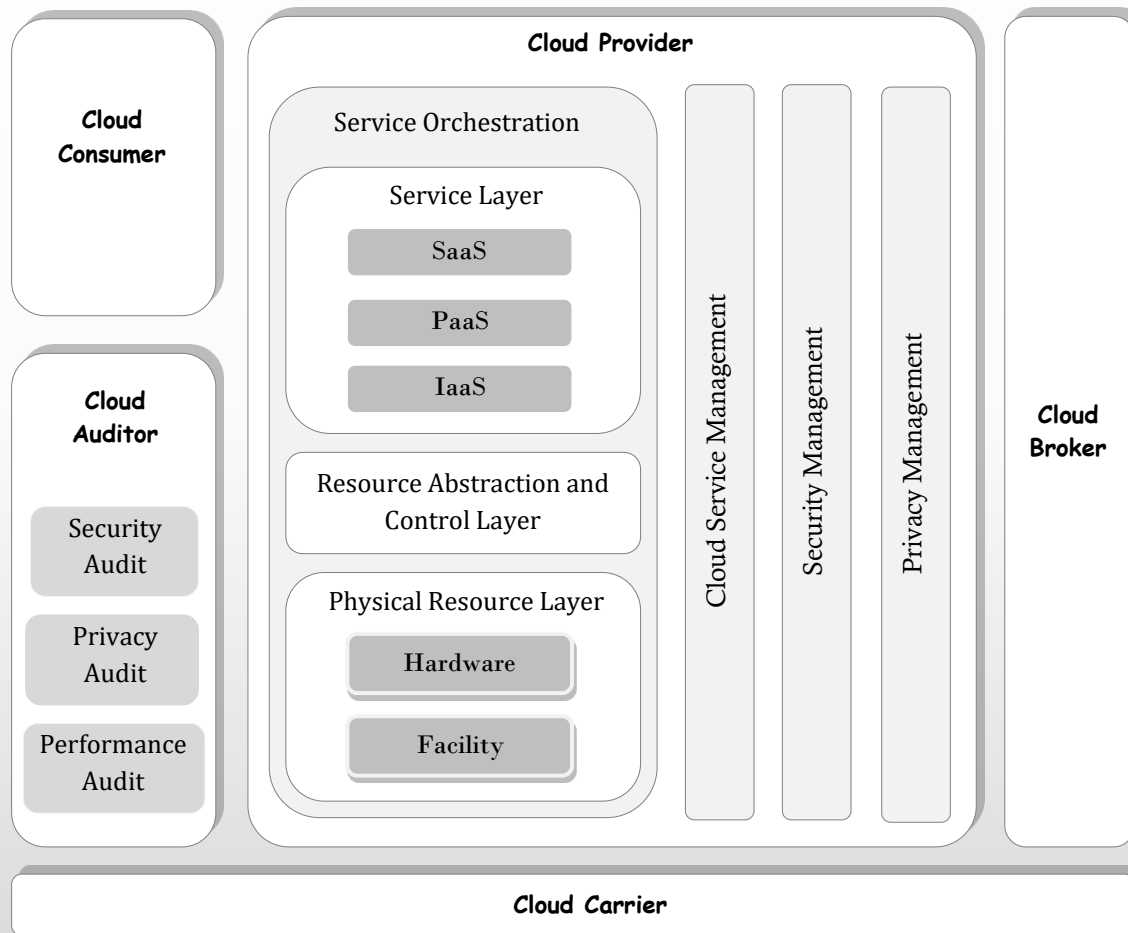 Cloud
Consumer
Cloud
Auditor
Security
Audit
Privacy
Audit
Performance
Audit
Cloud Provider
Service Orchestration
Service Layer
SaaS
PaaS
IaaS
Resource Abstraction and
Control Layer
Physical Resource Layer
Hardware
Facility
Cloud Service Management
Security Management
Privacy Management
Cloud
Broker
Cloud Carrier